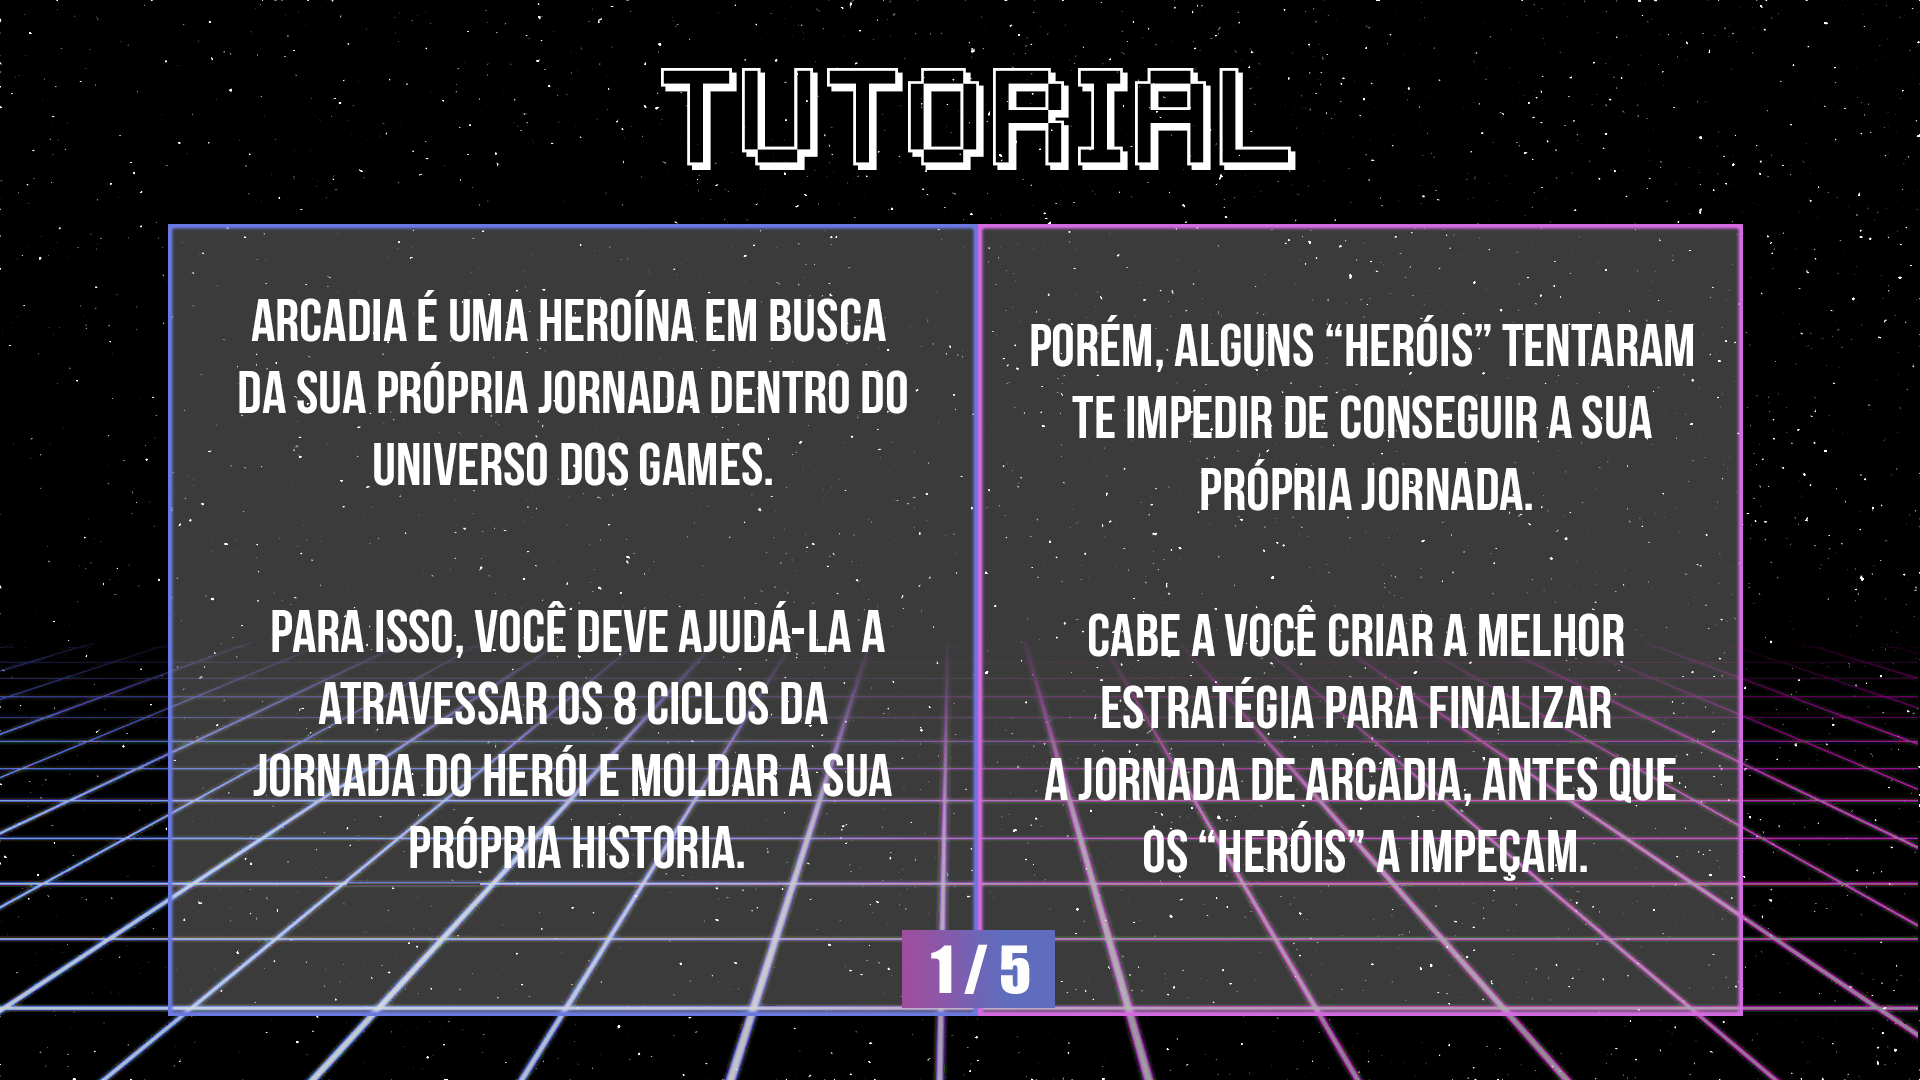 TUTORIAL
ARCADIA É UMA HEROÍNA EM BUSCA
DA SUA PRÓPRIA JORNADA DENTRO DO
UNIVERSO DOS GAMES.
PARA ISSO, VOCÊ DEVE AJUDÁ-LA A
ATRAVESSAR OS 8 CICLOS DA
JORNADA DO HERÓI E MOLDAR A SUA
PRÓPRIA HISTORIA.
PORÉM, ALGUNS “HERÓIS” TENTARAM
TE IMPEDIR DE CONSEGUIR A SUA
PRÓPRIA JORNADA.
CABE A VOCÊ CRIAR A MELHOR
ESTRATÉGIA PARA FINALIZAR
A JORNADA DE ARCADIA, ANTES QUE
OS “HERÓIS” A IMPEÇAM.
1 / 5